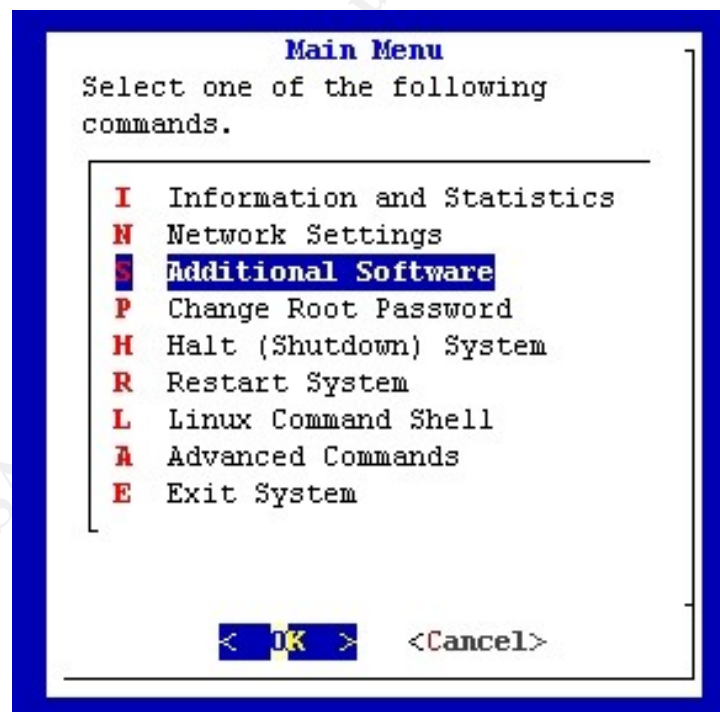 Main Menu
Select one of the following
commands.
I Information and Statistics
N Network Settings
S Additional Software
P Change Root Password
H Halt (Shutdown) System
R Restart System
L Linux Command Shell
A Advanced Commands
E Exit System
< OK > <Cancel>